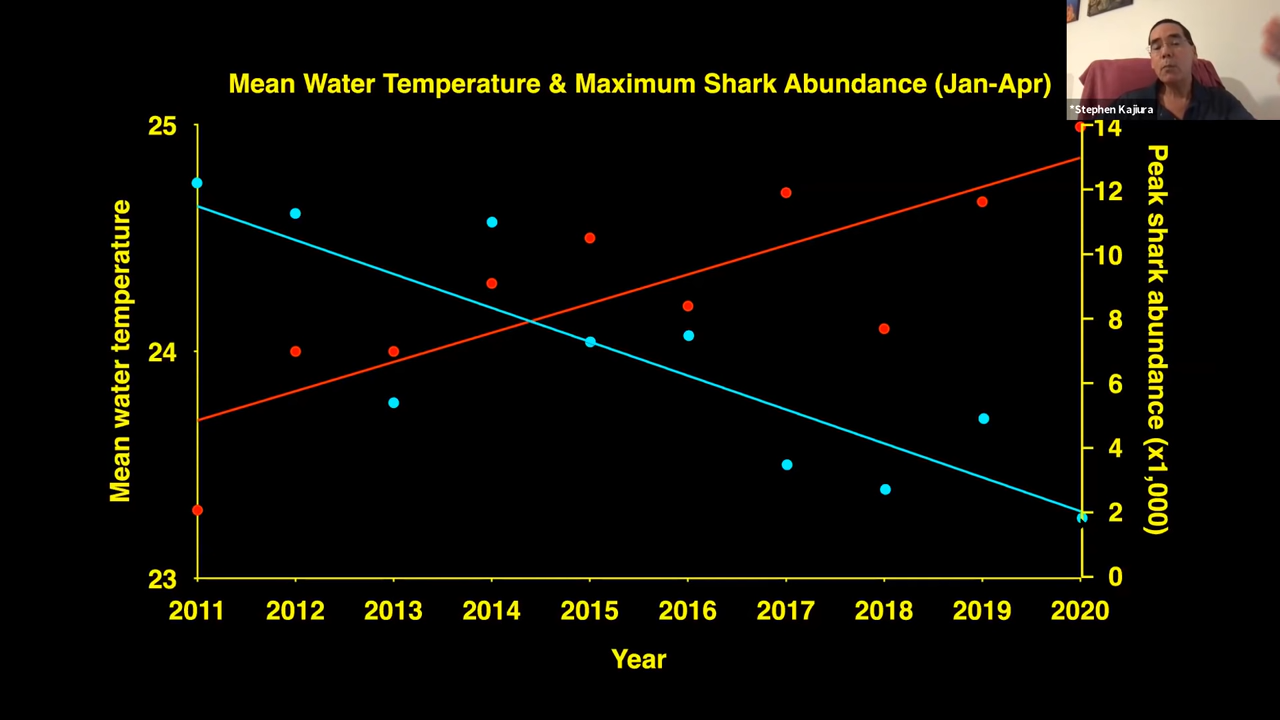 Mean Water Temperature & Maximum Shark Abundance (Jan-Apr)
*Stephen Kajiura
25
24
23
Mean water temperature
14
12
10
8
6
4
2
0
Peak shark abundance (x1,000)
2011 2012 2013 2014 2015 2016 2017 2018 2019 2020
Year